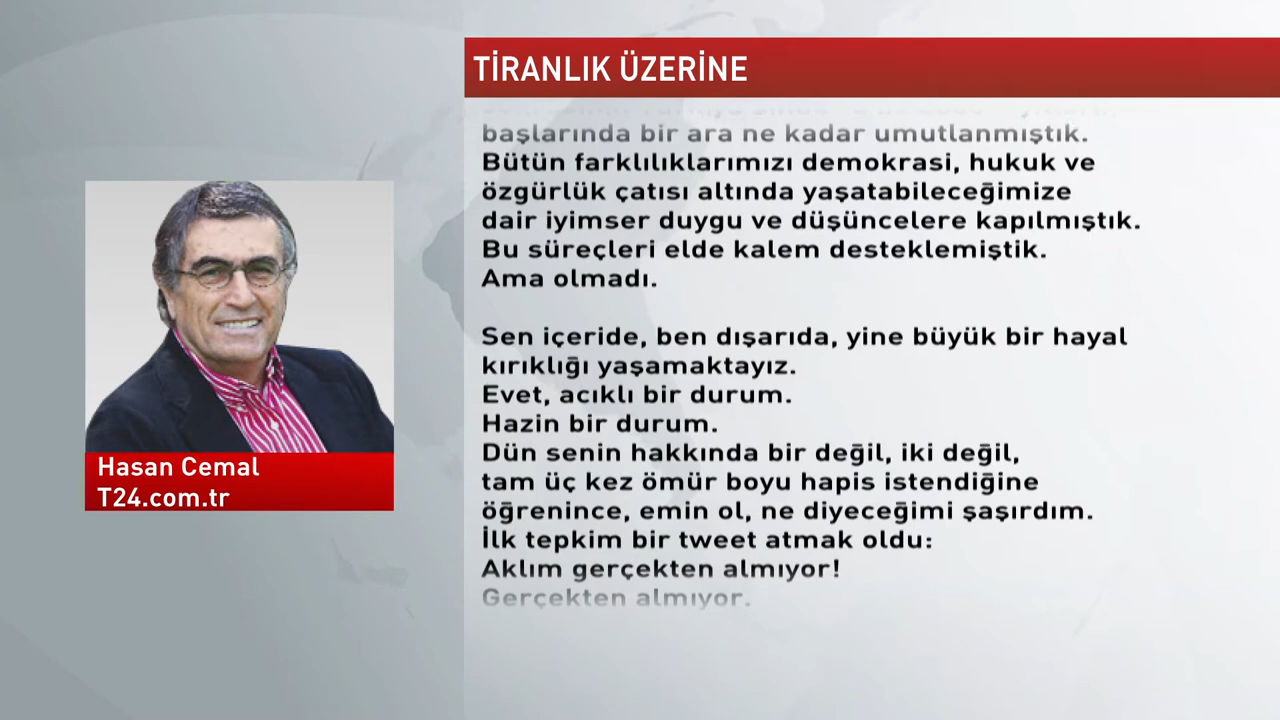 TİRANLIK ÜZERİNE
başlarında bir ara ne kadar umutlanmıştık.
Bütün farklılıklarımızı demokrasi, hukuk ve
özgürlük çatısı altında yaşatabileceğimize
dair iyimser duygu ve düşüncelere kapılmıştık.
Bu süreçleri elde kalem desteklemiştik.
Ama olmadı.
Sen içeride, ben dışarıda, yine büyük bir hayal
kırıklığı yaşamaktayız.
Evet, acıklı bir durum.
Hazin bir durum.
Dün senin hakkında bir değil, iki değil,
tam üç kez ömür boyu hapis istendiğine
öğrenince, emin ol, ne diyeceğimi şaşırdım.
İlk tepkim bir tweet atmak oldu:
Aklım gerçekten almıyor!
Gerçekten almıyor.
Hasan Cemal
T24.com.tr